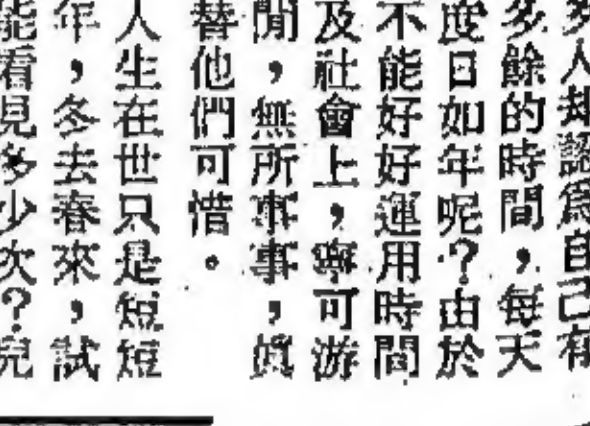 多人却認爲自己有
多餘的時間，每天
度日如年呢？由於
不能好好運用時間
及社會上，寧可游
閒，無所事事，眞
替他們可惜。
人生在世只是短短
年，冬去春來，試
能看見多少次？兒